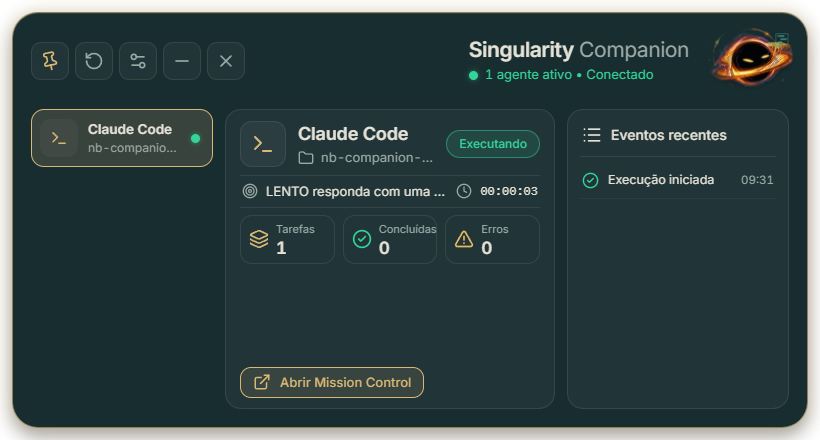 Singularity Companion
1 agente ativo • Conectado
Claude Code
nb-companio...
Claude Code
nb-companion-...
Executando
LENTO responda com uma ...
00:00:03
Tarefas
1
Concluídas
0
Erros
0
Abrir Mission Control
Eventos recentes
Execução iniciada
09:31